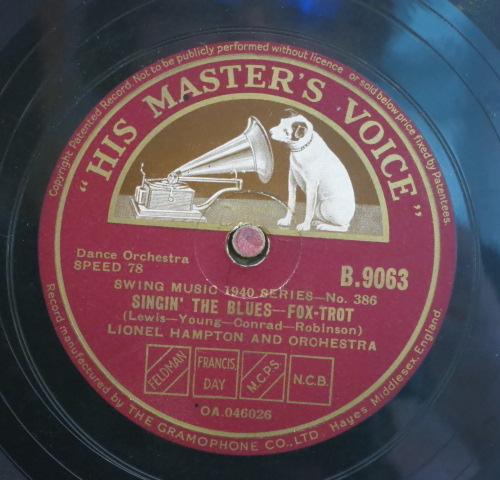 Copyright Patented Record. Not to be publicly performed without licence or sold below price fixed by Patentees.
"HIS MASTER'S VOICE"
Dance Orchestra
SPEED 78
B.9063
SWING MUSIC 1940 SERIES—No. 386
SINGIN' THE BLUES—FOX-TROT
(Lewis—Young—Conrad—Robinson)
LIONEL HAMPTON AND ORCHESTRA
FELDMAN
FRANCIS, DAY
M.C.P.S.
N.C.B.
OA.046026
Record manufactured by THE GRAMOPHONE CO., LTD. Hayes Middlesex, England.